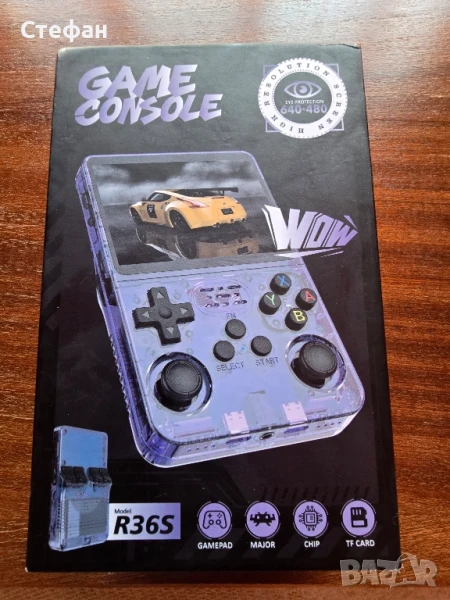 Стефан
GAME
CONSOLE
HIGH RESOLUTION SCREEN
EYE PROTECTION
640×480
WOW
X
Y
A
B
FN
SELECT
START
Model
R36S
GAMEPAD
MAJOR
CHIP
TF CARD
BAZAR